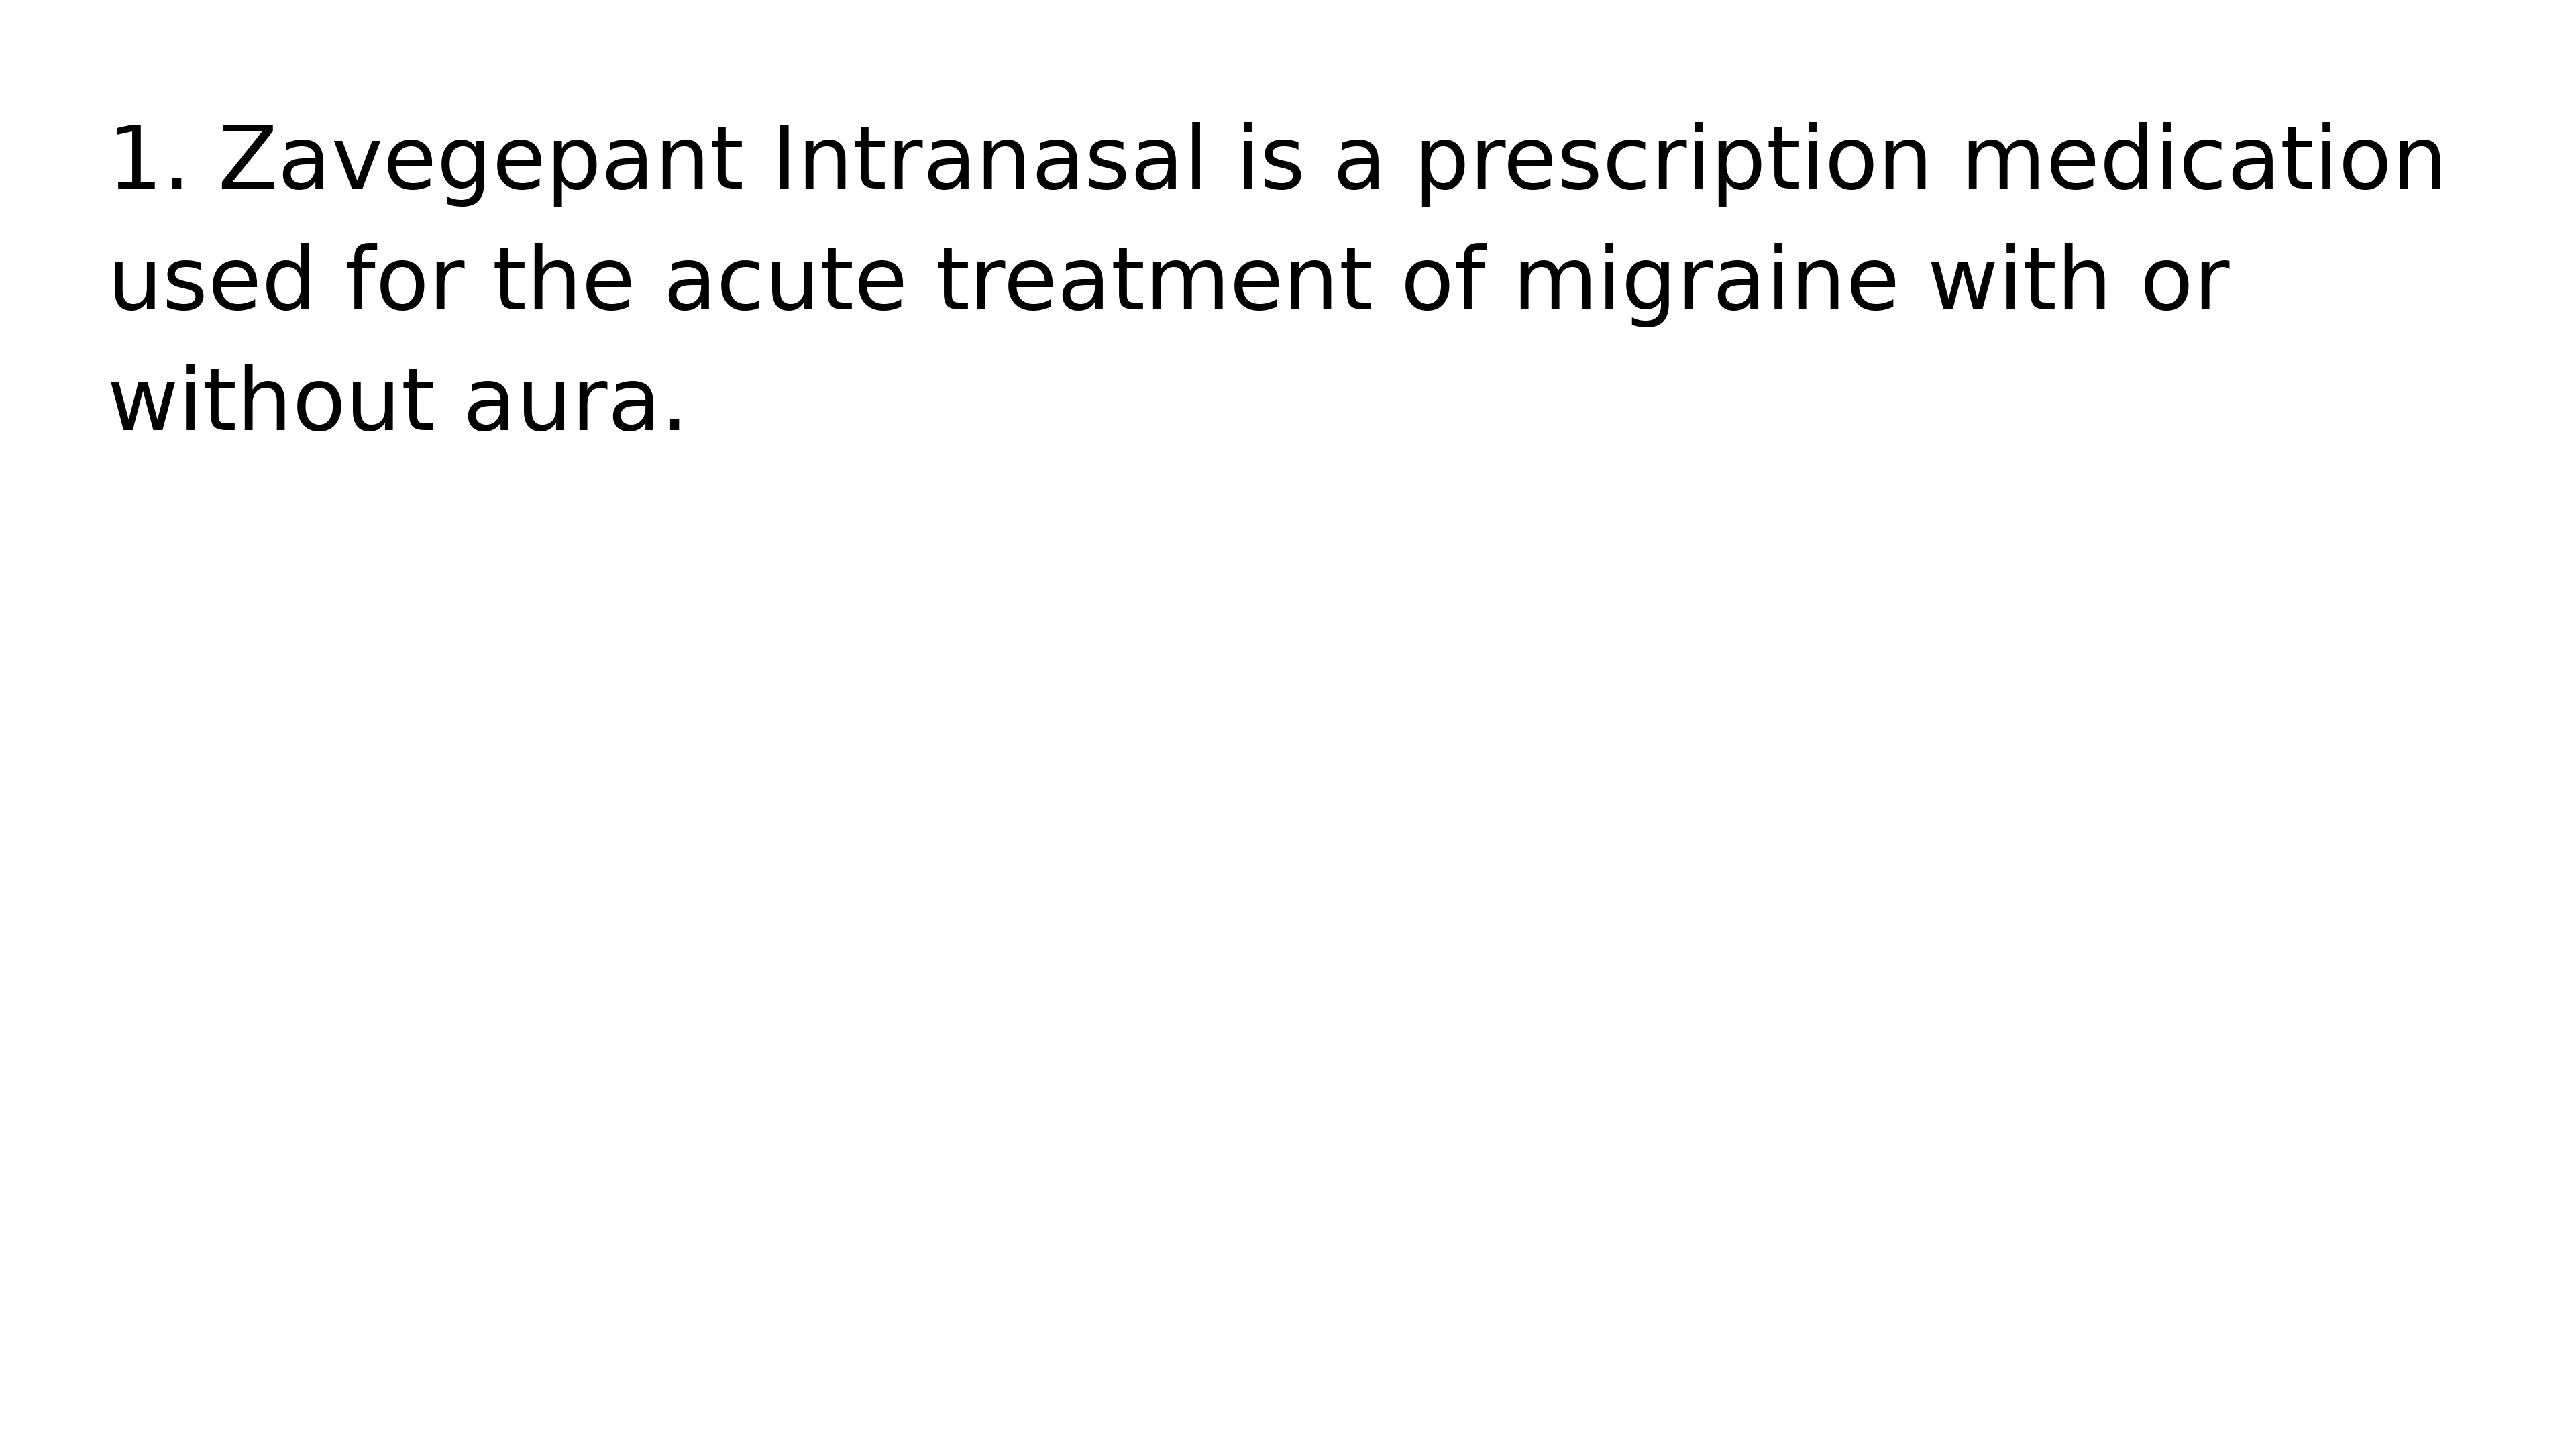 1. Zavegepant Intranasal is a prescription medication
used for the acute treatment of migraine with or
without aura.